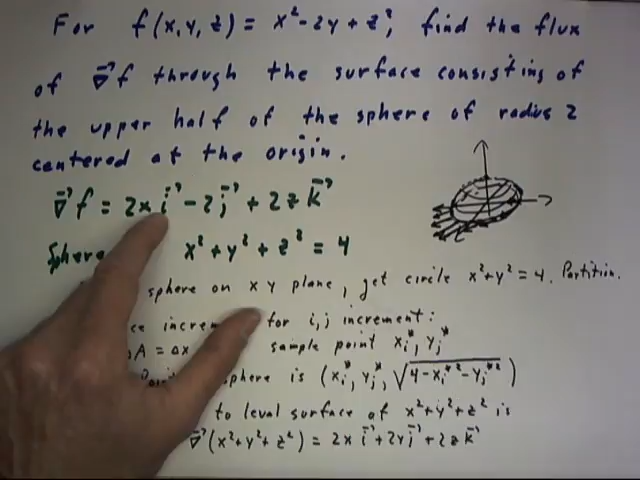 For f(x,y,z) = x² - 2y + z², find the flux
of ∇⃗f through the surface consisting of
the upper half of the sphere of radius 2
centered at the origin.
∇⃗f = 2x i⃗ - 2 j⃗ + 2z k⃗
Sphere x² + y² + z² = 4
sphere on xy plane, get circle x²+y² = 4. Partition.
for i,j increment:
ΔA = Δx sample point xᵢ*, yⱼ*
sphere is (xᵢ*, yⱼ*, √(4-xᵢ*²-yⱼ*²))
to level surface of x²+y²+z² is
∇⃗(x²+y²+z²) = 2x i⃗ + 2y j⃗ + 2z k⃗